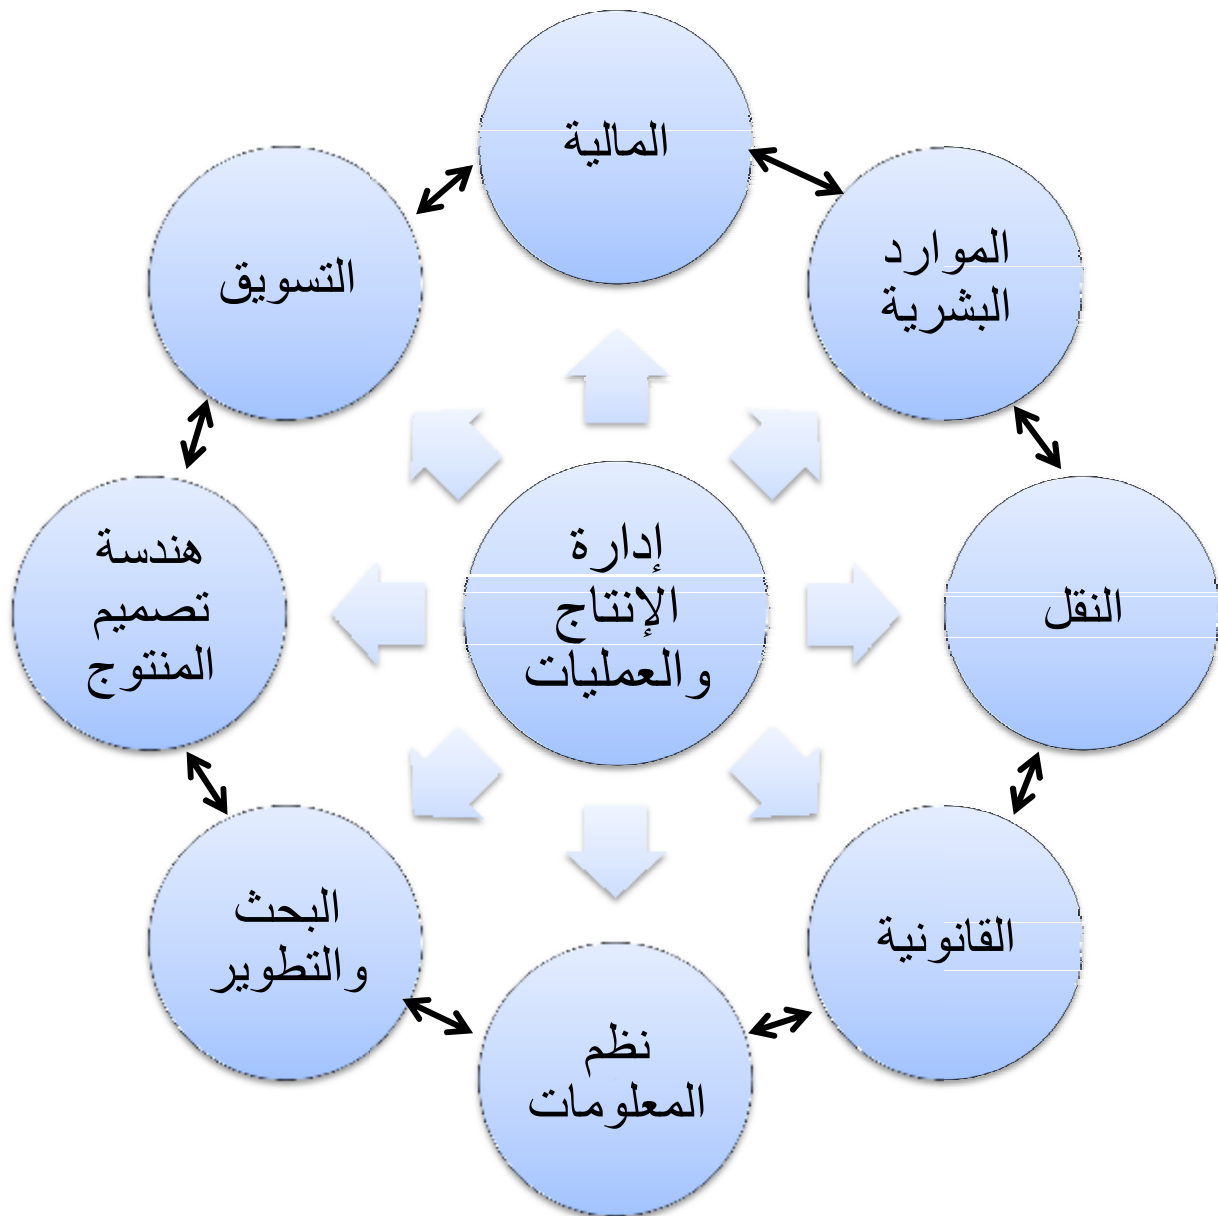 المالية
الموارد
البشرية
التسويق
إدارة
الإنتاج
والعمليات
هندسة
تصميم
المنتوج
النقل
القانونية
البحث
والتطوير
نظم
المعلومات